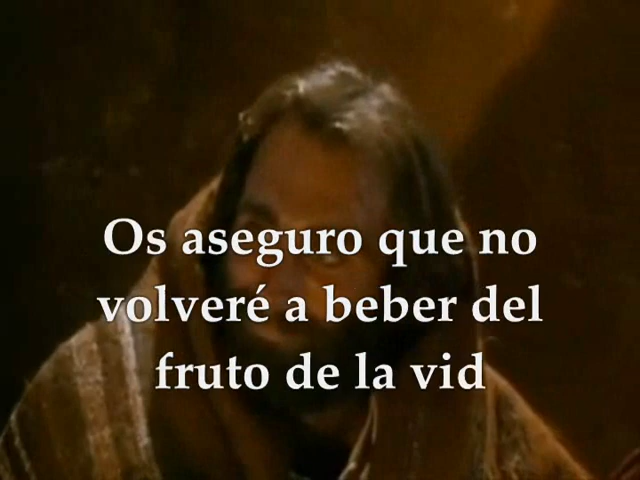 Os aseguro que no
volveré a beber del
fruto de la vid